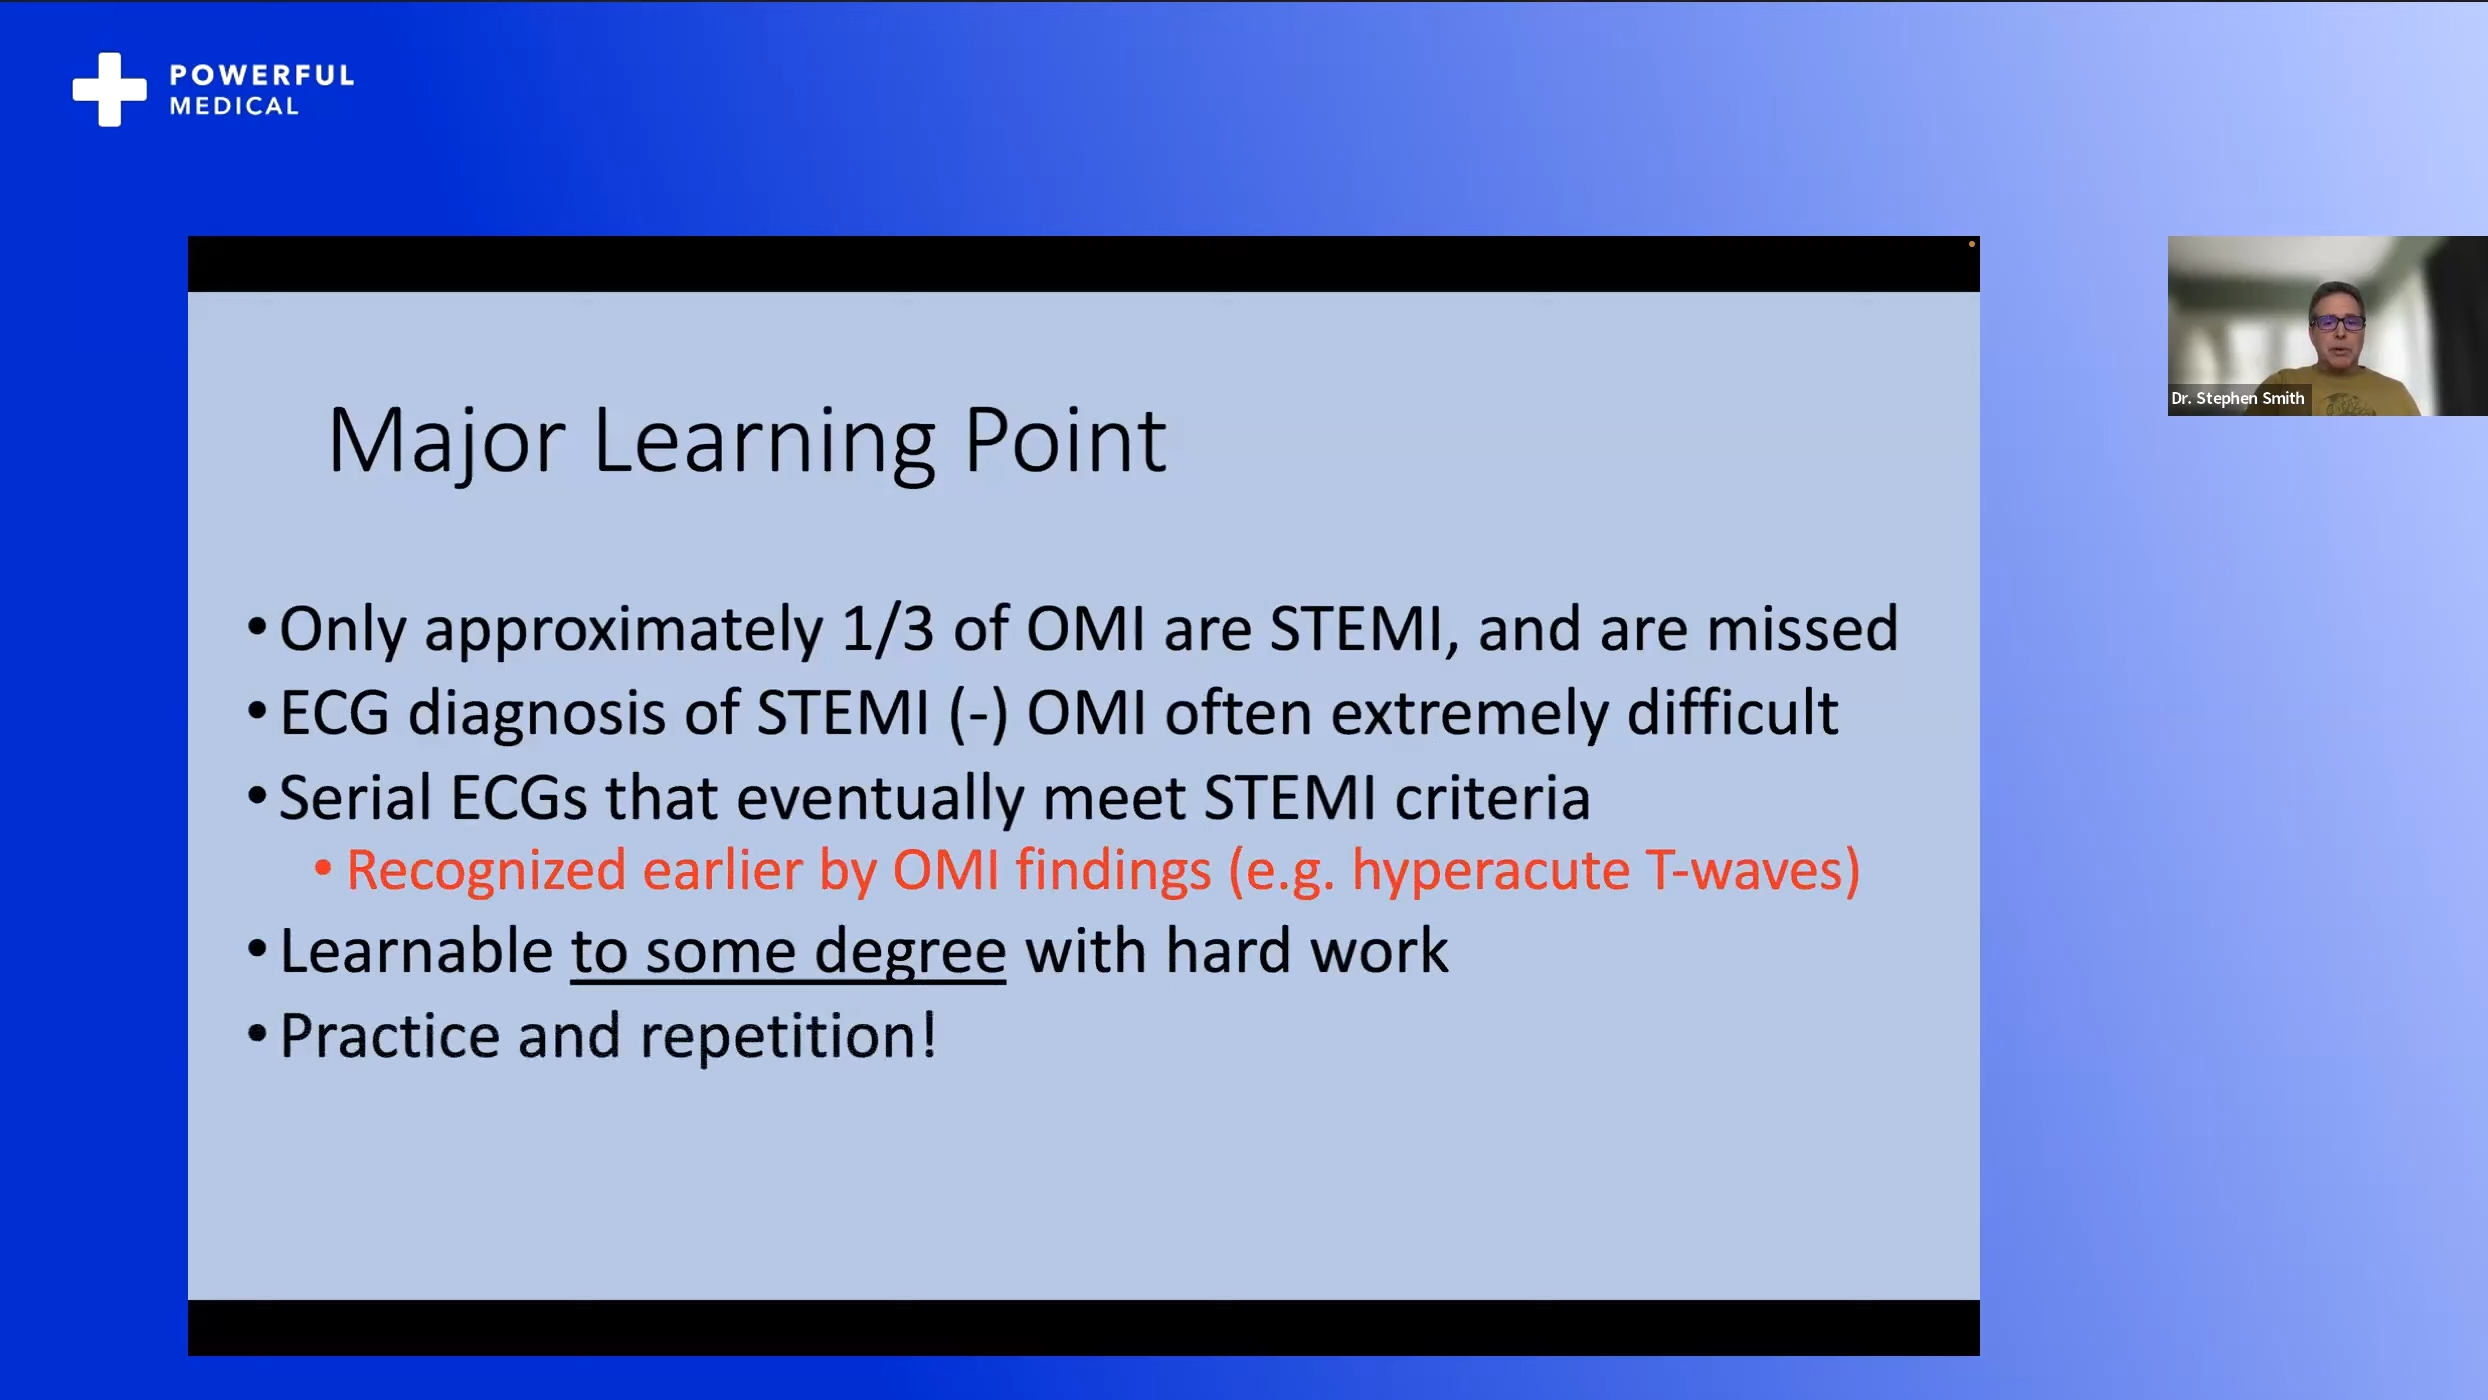 POWERFUL
MEDICAL
Dr. Stephen Smith
Major Learning Point
• Only approximately 1/3 of OMI are STEMI, and are missed
• ECG diagnosis of STEMI (-) OMI often extremely difficult
• Serial ECGs that eventually meet STEMI criteria
• Recognized earlier by OMI findings (e.g. hyperacute T-waves)
• Learnable to some degree with hard work
• Practice and repetition!